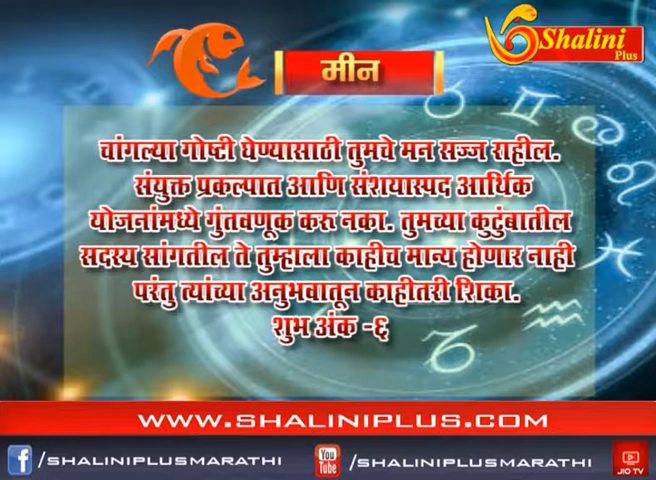 Shalini
Plus
मीन
चांगल्या गोष्टी घेण्यासाठी तुमचे मन सज्ज राहील.
संयुक्त प्रकल्पात आणि संशयास्पद आर्थिक
योजनांमध्ये गुंतवणूक करू नका. तुमच्या कुटुंबातील
सदस्य सांगतील ते तुम्हाला काहीच मान्य होणार नाही
परंतु त्यांच्या अनुभवातून काहीतरी शिका.
शुभ अंक -६
WWW.SHALINIPLUS.COM
f /SHALINIPLUSMARATHI
You Tube /SHALINIPLUSMARATHI
JIO TV